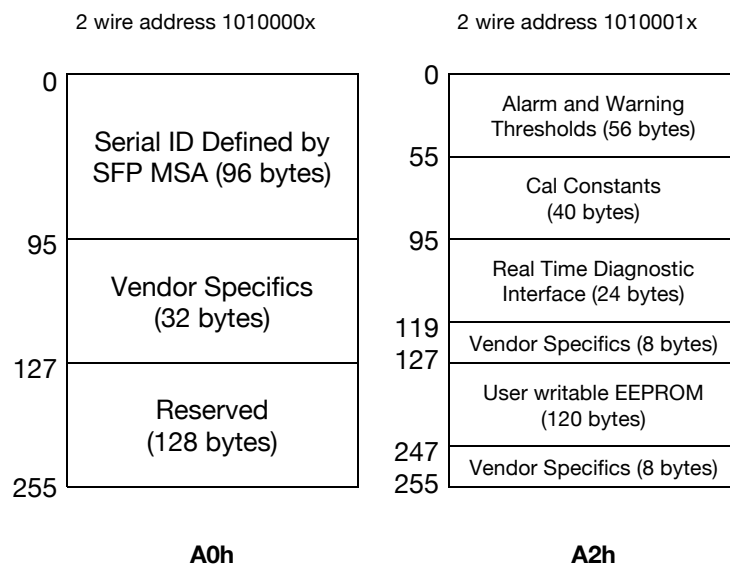 2 wire address 1010000x
0
Serial ID Defined by
SFP MSA (96 bytes)
95
Vendor Specifics
(32 bytes)
127
Reserved
(128 bytes)
255
A0h
2 wire address 1010001x
0
Alarm and Warning
Thresholds (56 bytes)
55
Cal Constants
(40 bytes)
95
Real Time Diagnostic
Interface (24 bytes)
119
Vendor Specifics (8 bytes)
127
User writable EEPROM
(120 bytes)
247
Vendor Specifics (8 bytes)
255
A2h